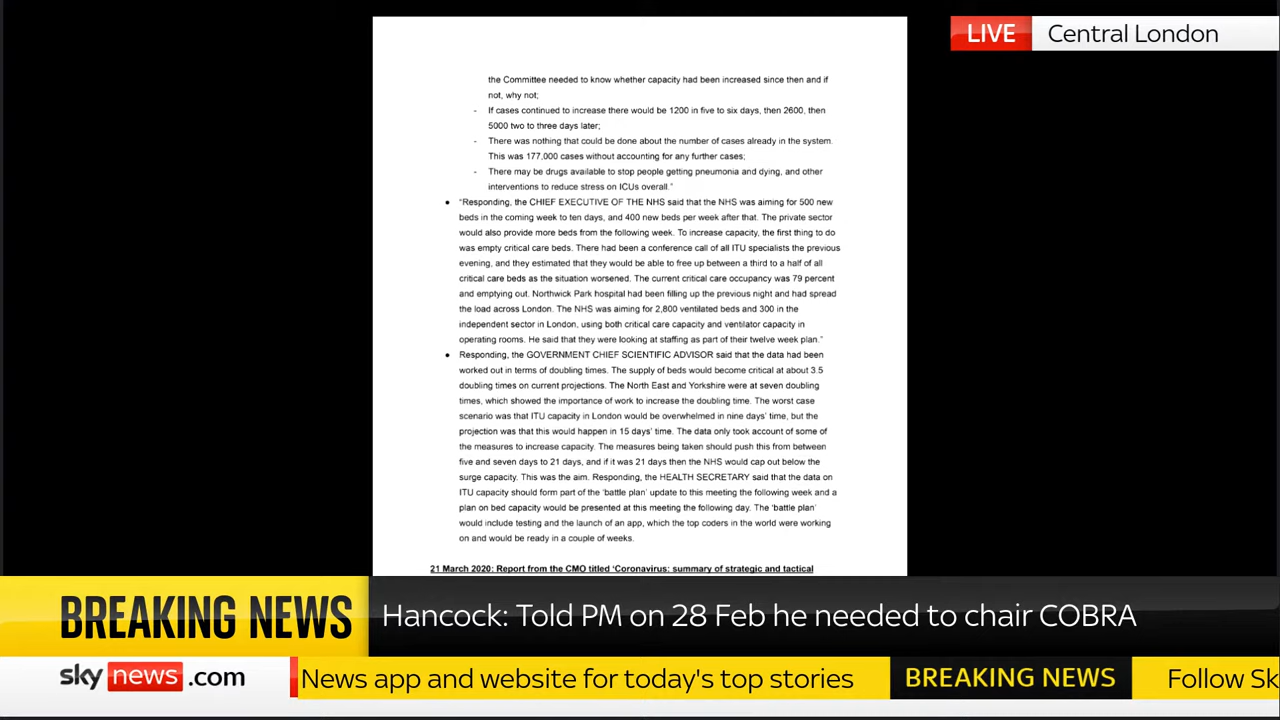 LIVE Central London
the Committee needed to know whether capacity had been increased since then and if
not, why not;
- If cases continued to increase there would be 1200 in five to six days, then 2600, then
5000 two to three days later;
- There was nothing that could be done about the number of cases already in the system.
This was 177,000 cases without accounting for any further cases;
- There may be drugs available to stop people getting pneumonia and dying, and other
interventions to reduce stress on ICUs overall."
● "Responding, the CHIEF EXECUTIVE OF THE NHS said that the NHS was aiming for 500 new
beds in the coming week to ten days, and 400 new beds per week after that. The private sector
would also provide more beds from the following week. To increase capacity, the first thing to do
was empty critical care beds. There had been a conference call of all ITU specialists the previous
evening, and they estimated that they would be able to free up between a third to a half of all
critical care beds as the situation worsened. The current critical care occupancy was 79 percent
and emptying out. Northwick Park hospital had been filling up the previous night and had spread
the load across London. The NHS was aiming for 2,800 ventilated beds and 300 in the
independent sector in London, using both critical care capacity and ventilator capacity in
operating rooms. He said that they were looking at staffing as part of their twelve week plan."
● Responding, the GOVERNMENT CHIEF SCIENTIFIC ADVISOR said that the data had been
worked out in terms of doubling times. The supply of beds would become critical at about 3.5
doubling times on current projections. The North East and Yorkshire were at seven doubling
times, which showed the importance of work to increase the doubling time. The worst case
scenario was that ITU capacity in London would be overwhelmed in nine days' time, but the
projection was that this would happen in 15 days' time. The data only took account of some of
the measures to increase capacity. The measures being taken should push this from between
five and seven days to 21 days, and if it was 21 days then the NHS would cap out below the
surge capacity. This was the aim. Responding, the HEALTH SECRETARY said that the data on
ITU capacity should form part of the 'battle plan' update to this meeting the following week and a
plan on bed capacity would be presented at this meeting the following day. The 'battle plan'
would include testing and the launch of an app, which the top coders in the world were working
on and would be ready in a couple of weeks.
21 March 2020: Report from the CMO titled 'Coronavirus: summary of strategic and tactical
BREAKING NEWS Hancock: Told PM on 28 Feb he needed to chair COBRA
sky news.com News app and website for today's top stories BREAKING NEWS Follow Sk